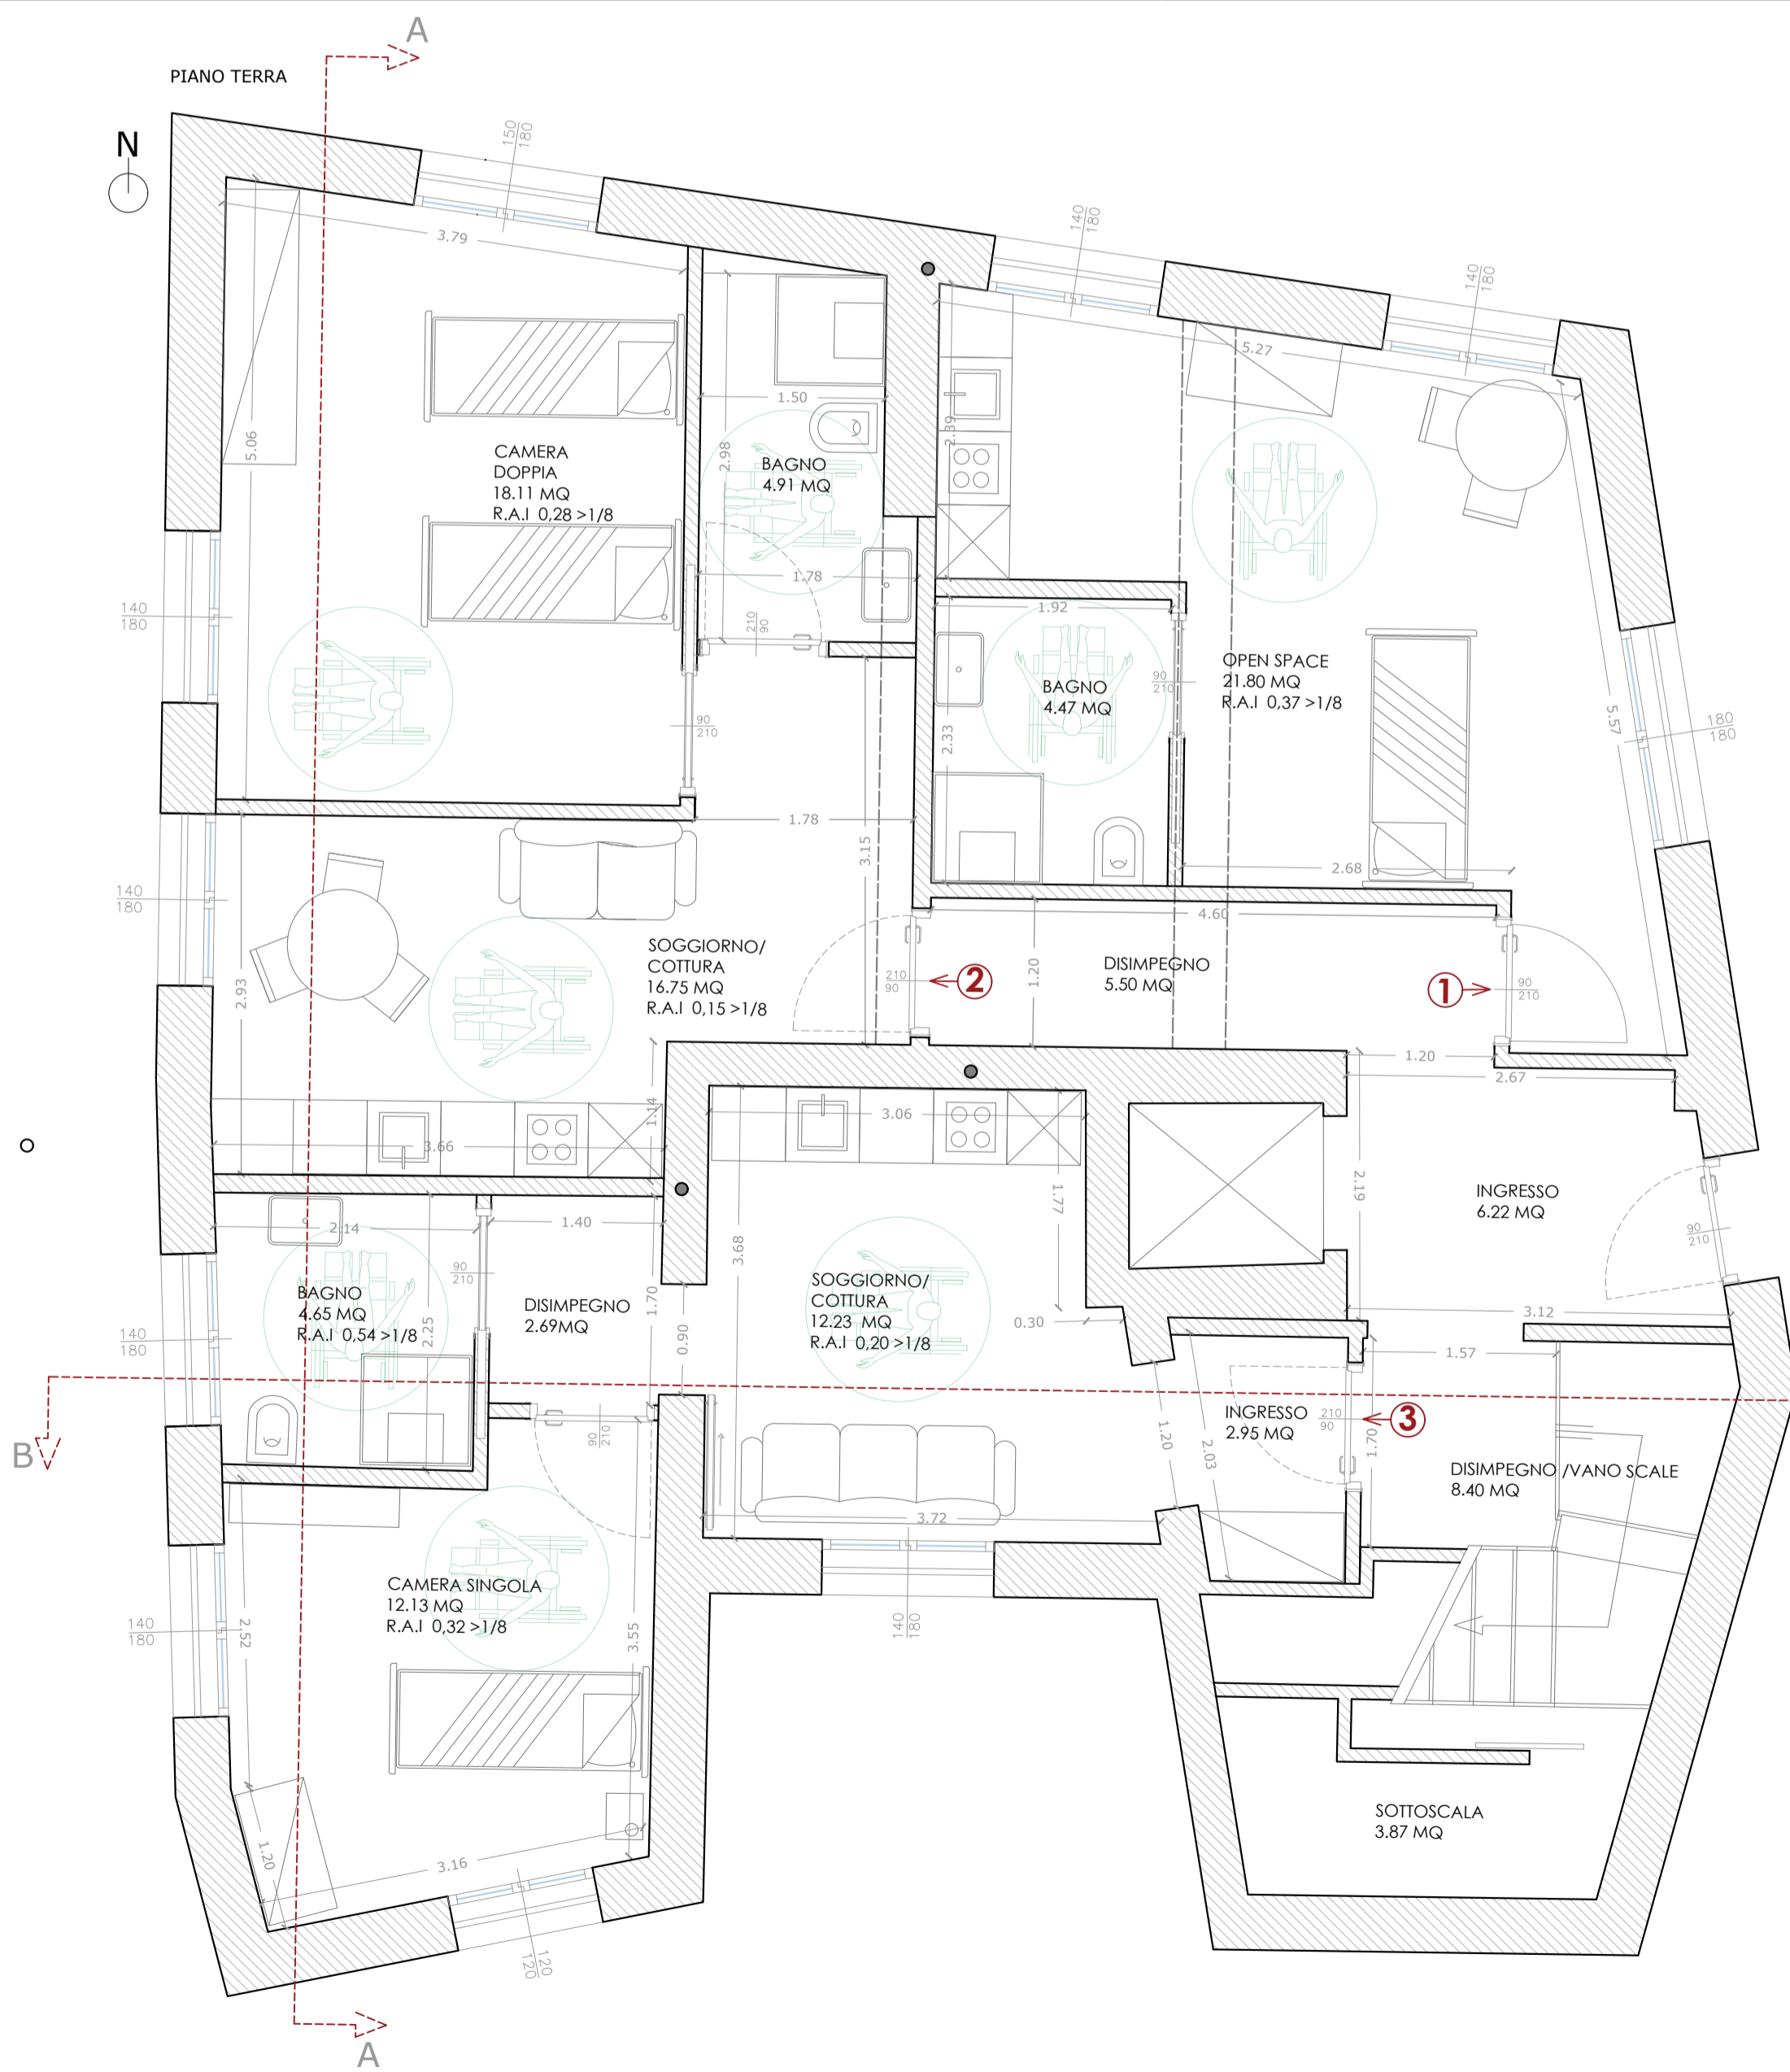 A
PIANO TERRA
N
150
180
140
180
140
180
3.79
5.27
5.06
CAMERA
DOPPIA
18.11 MQ
R.A.I 0,28 >1/8
1.50
2.98
BAGNO
4.91 MQ
2.39
1.78
210
90
140
180
90
210
1.92
BAGNO
4.47 MQ
2.33
90
210
OPEN SPACE
21.80 MQ
R.A.I 0,37 >1/8
5.57
180
180
2.68
1.78
3.15
140
180
2.93
SOGGIORNO/
COTTURA
16.75 MQ
R.A.I 0,15 >1/8
210
90
2
4.60
1.20
DISIMPEGNO
5.50 MQ
1
90
210
1.20
2.67
1.14
3.66
3.06
1.77
2.19
INGRESSO
6.22 MQ
90
210
3.12
2.14
1.40
90
210
BAGNO
4.65 MQ
R.A.I 0,54 >1/8
2.25
140
180
DISIMPEGNO
2.69MQ
1.70
0.90
3.68
SOGGIORNO/
COTTURA
12.23 MQ
R.A.I 0,20 >1/8
0.30
1.57
B
90
210
1.20
2.03
INGRESSO
2.95 MQ
210
90
3
1.70
DISIMPEGNO /VANO SCALE
8.40 MQ
3.72
140
180
CAMERA SINGOLA
12.13 MQ
R.A.I 0,32 >1/8
140
180
2.52
3.55
1.20
3.16
120
120
SOTTOSCALA
3.87 MQ
A